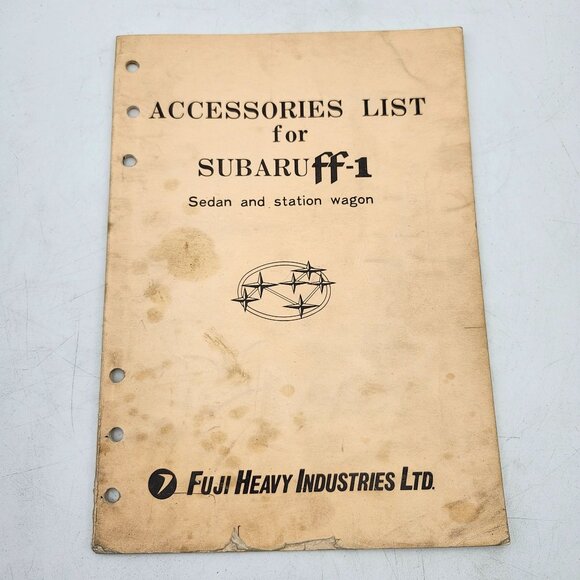 ACCESSORIES LIST
for
SUBARU ff-1
Sedan and station wagon
FUJI HEAVY INDUSTRIES LTD.